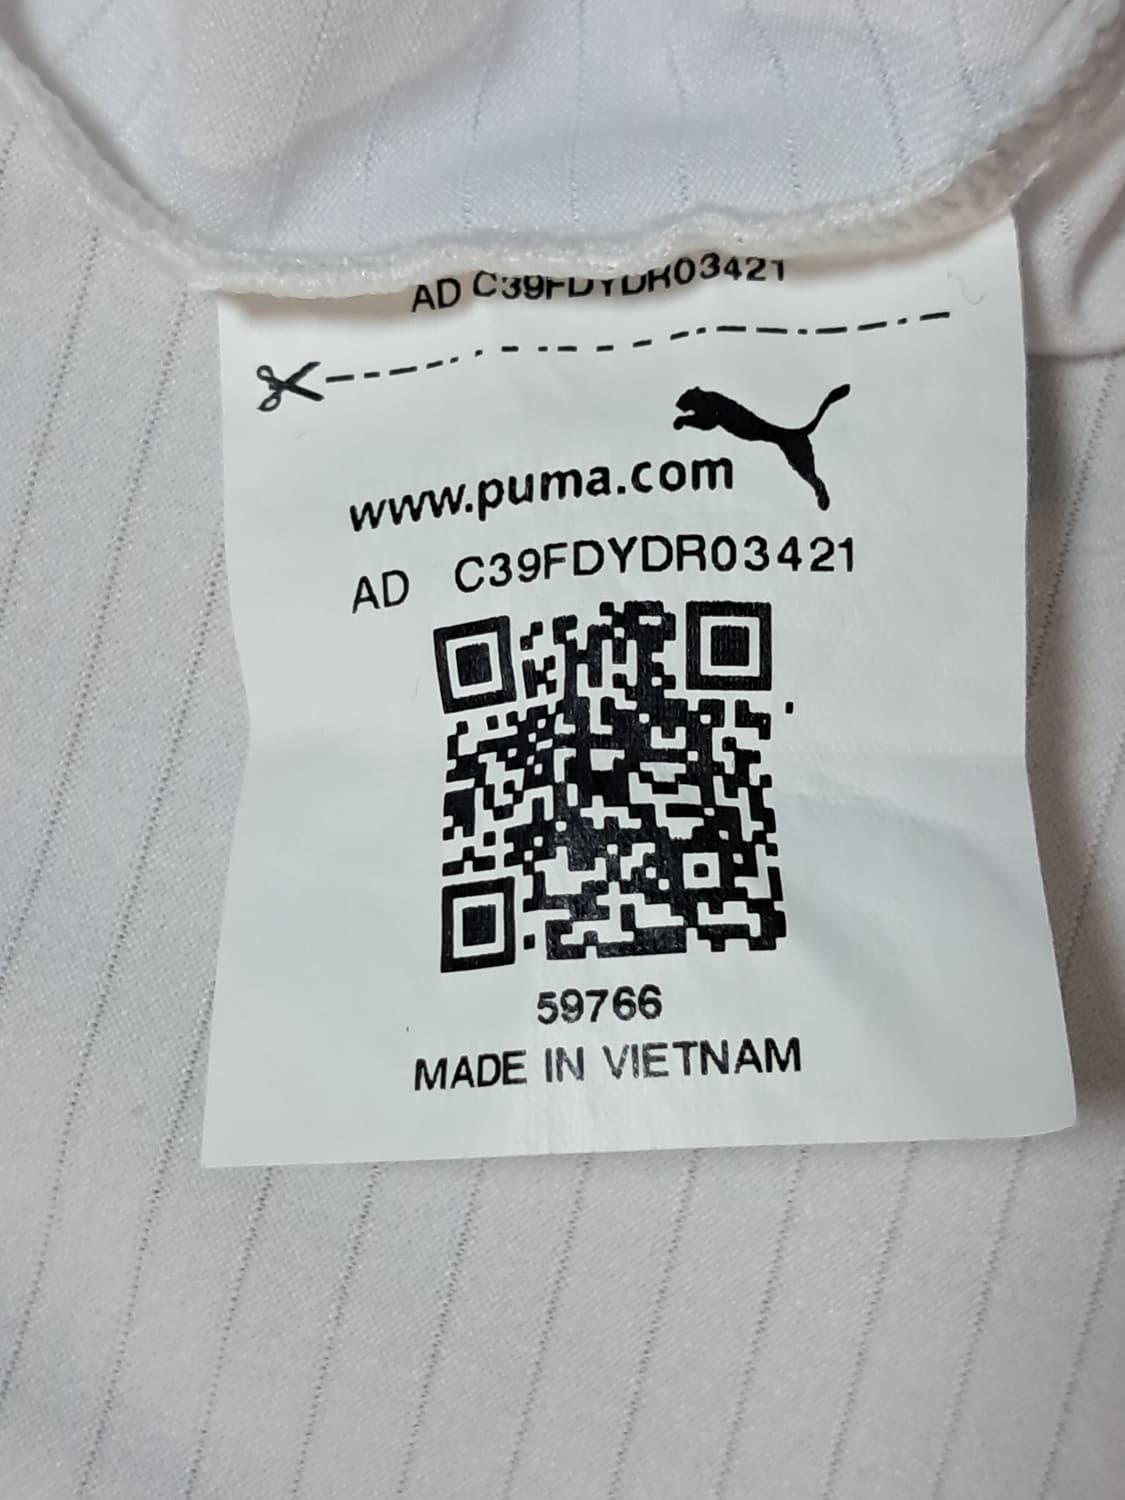 AD C39FDYDR03421
www.puma.com
AD C39FDYDR03421
59766
MADE IN VIETNAM